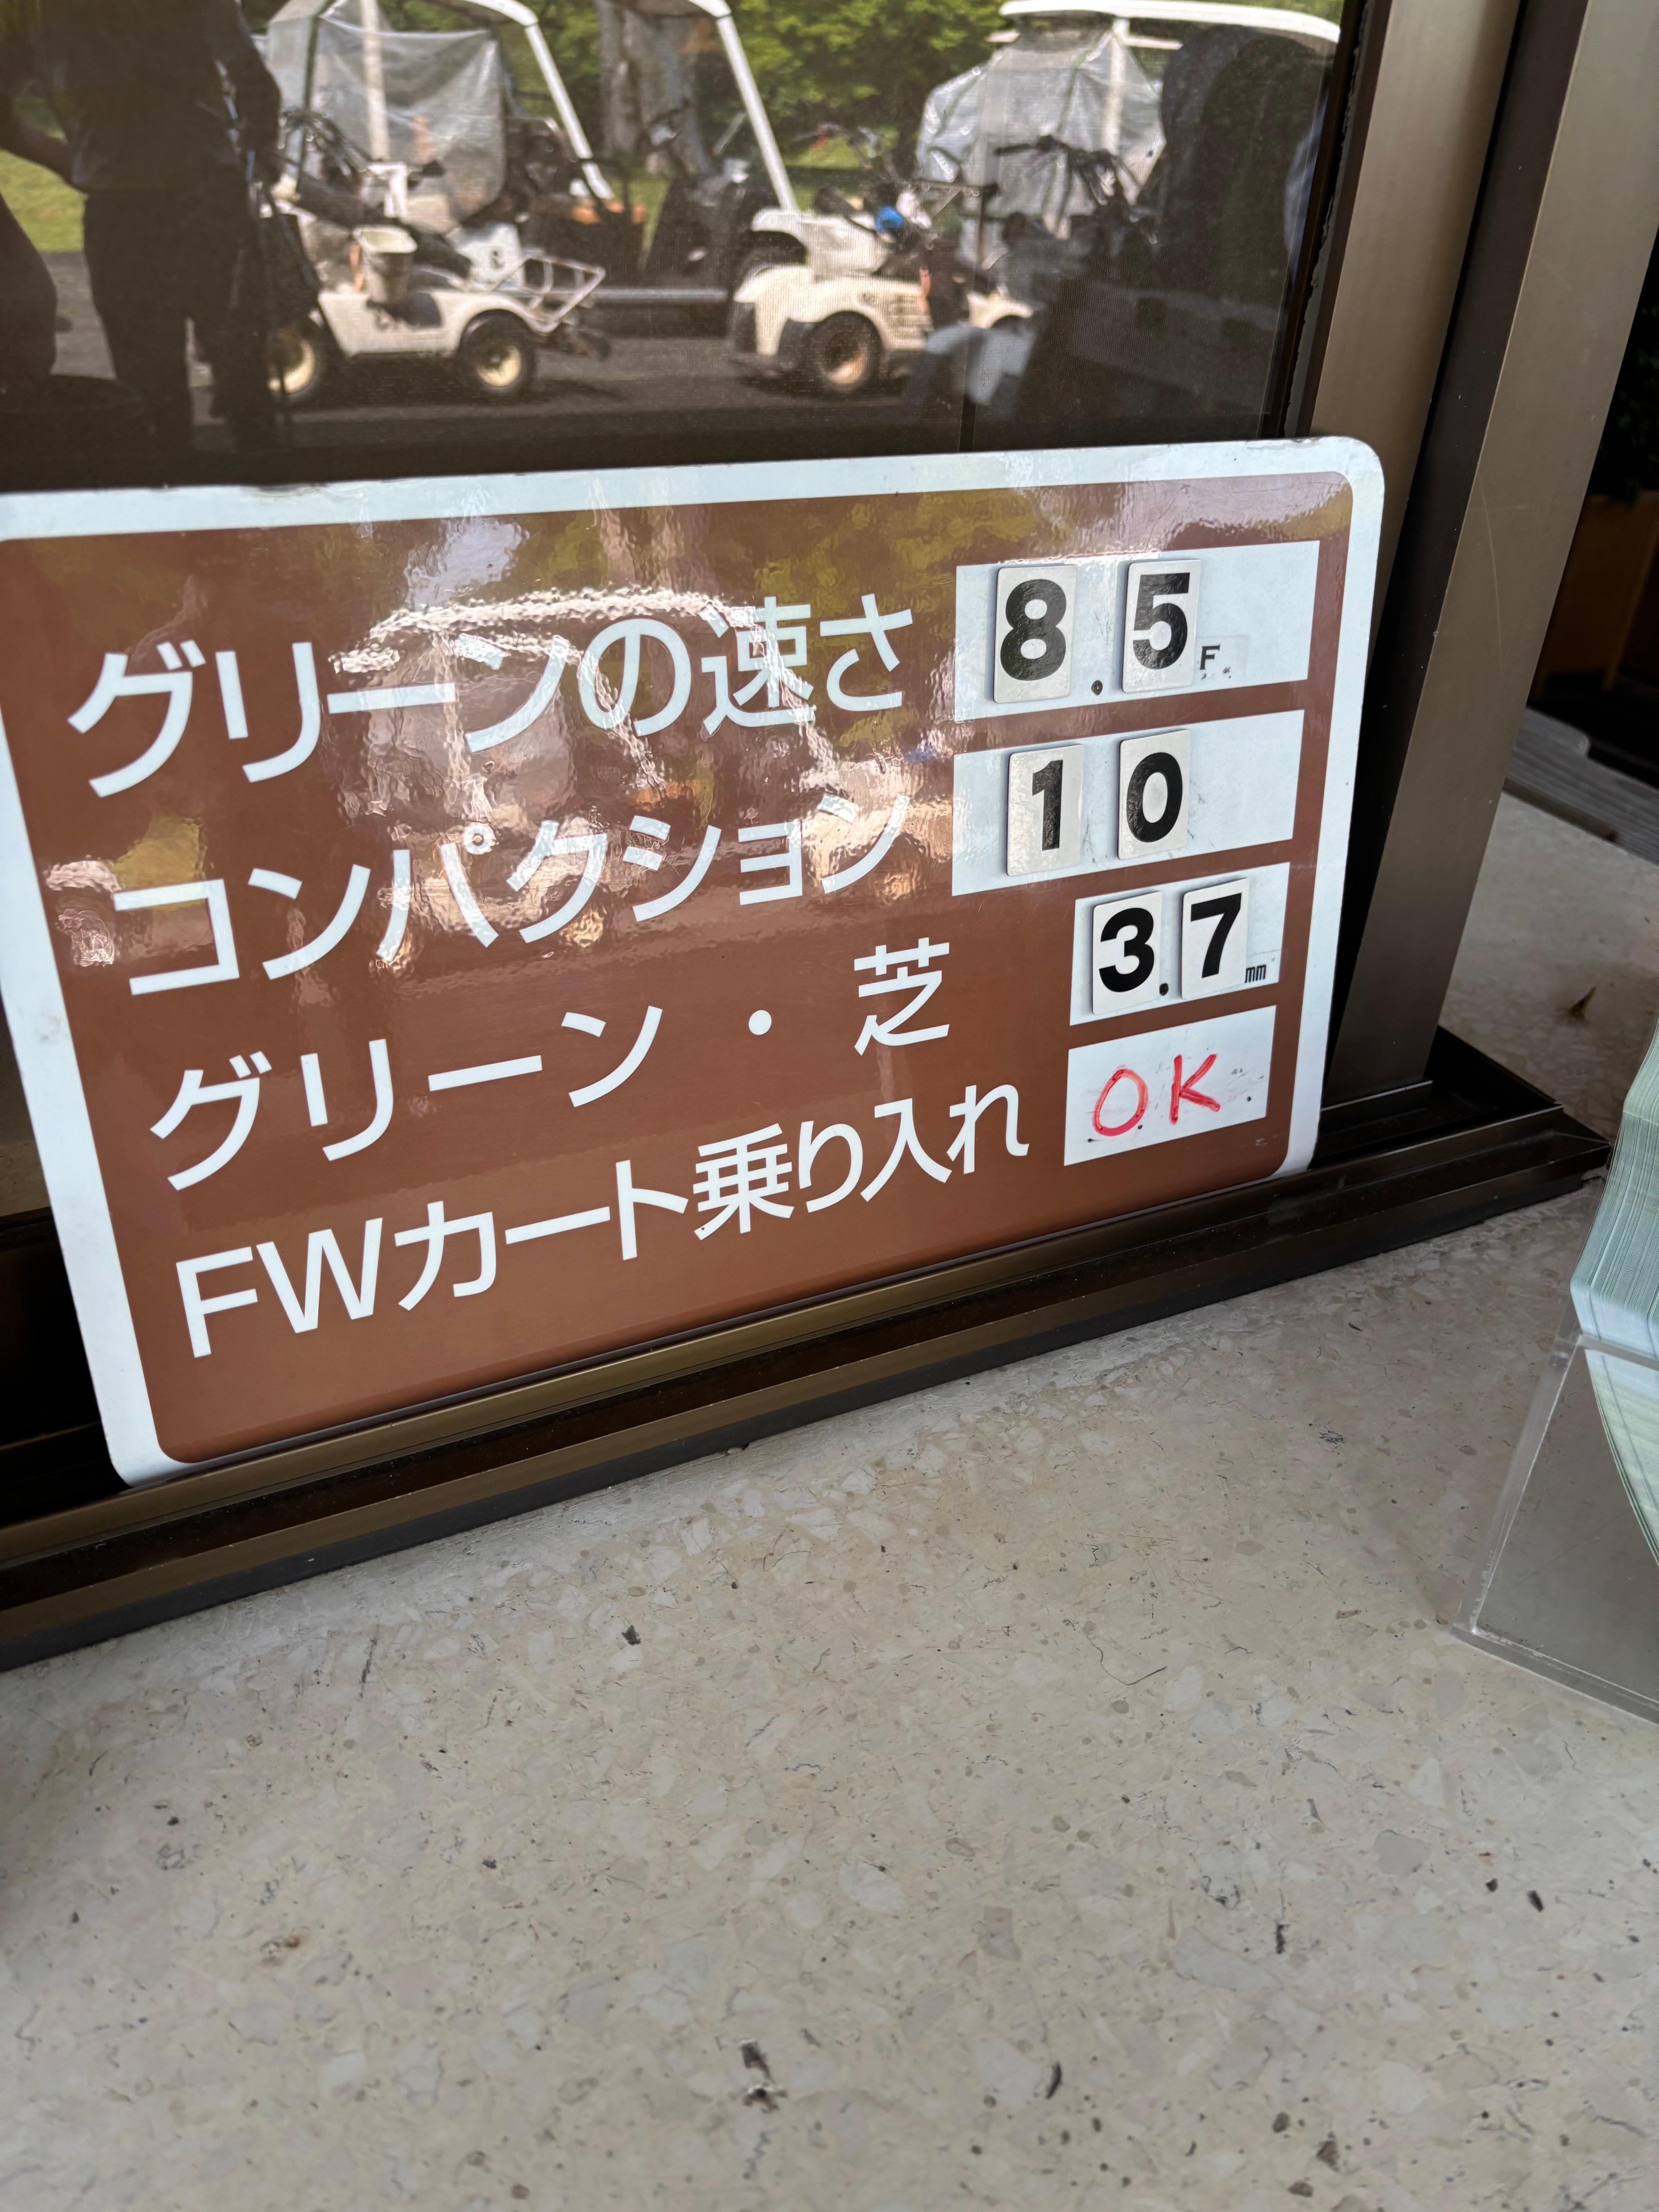 グリーンの速さ 8.5F
コンパクション 10
グリーン・芝 3.7mm
FWカート乗り入れ OK